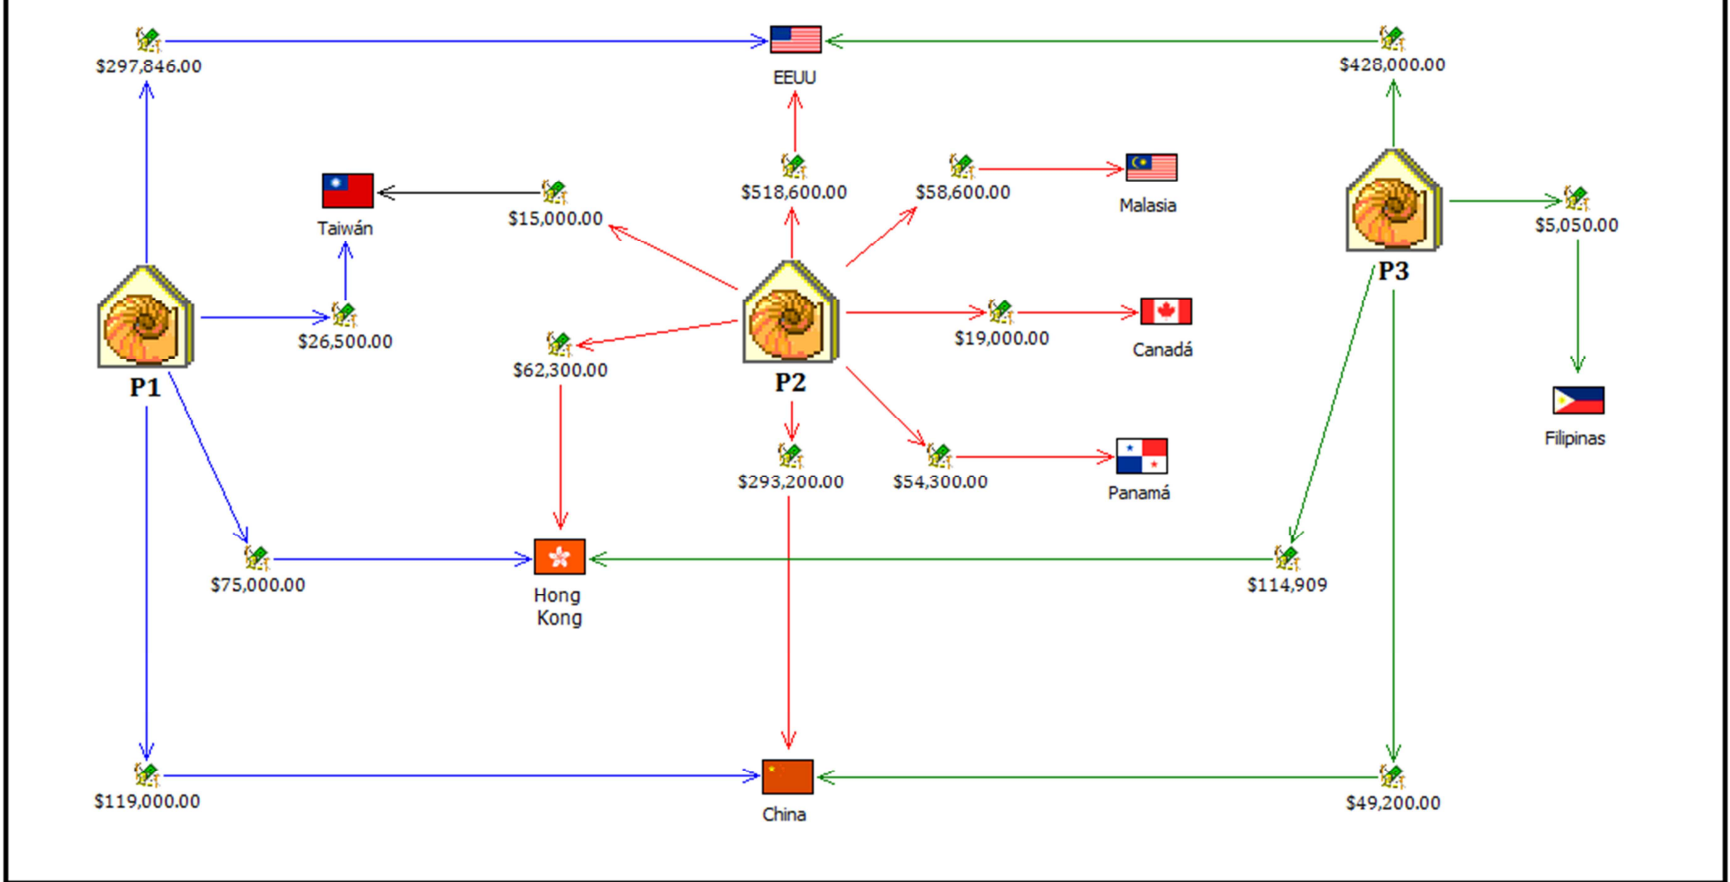 $297,846.00
EEUU
$428,000.00
$518,600.00
$58,600.00
Malasia
Taiwán
$15,000.00
$5,050.00
P3
$26,500.00
$19,000.00
Canadá
P1
$62,300.00
P2
Filipinas
$293,200.00
$54,300.00
Panamá
$75,000.00
Hong
Kong
$114,909
$119,000.00
China
$49,200.00